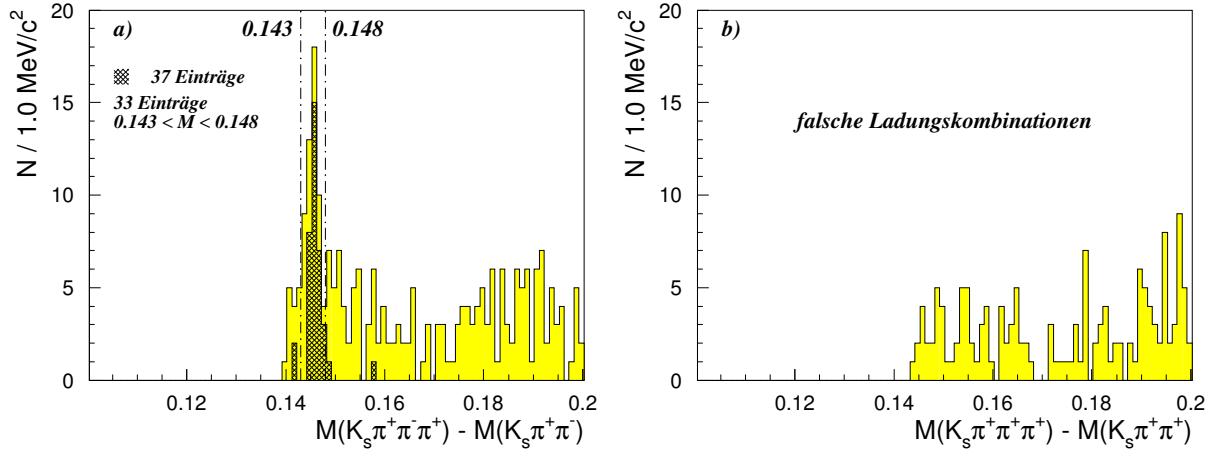 N / 1.0 MeV/c²
20
15
10
5
0
a)
0.143
0.148
37 Einträge
33 Einträge
0.143 < M < 0.148
0.12
0.14
0.16
0.18
0.2
M(Kₛπ⁺π⁻π⁺) - M(Kₛπ⁺π⁻)
N / 1.0 MeV/c²
20
15
10
5
0
b)
falsche Ladungskombinationen
0.12
0.14
0.16
0.18
0.2
M(Kₛπ⁺π⁺π⁺) - M(Kₛπ⁺π⁺)